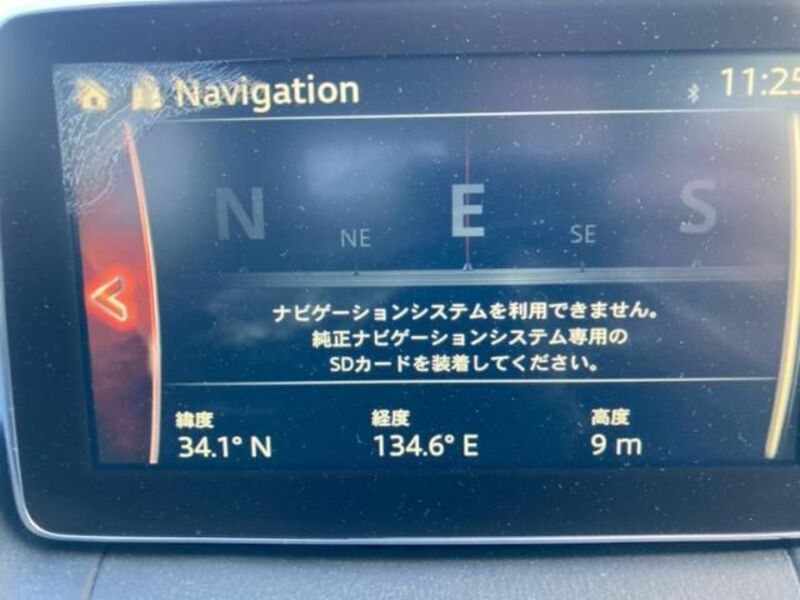 Navigation
11:25
N NE E SE S
ナビゲーションシステムを利用できません。
純正ナビゲーションシステム専用の
SDカードを装着してください。
緯度 経度 高度
34.1° N 134.6° E 9 m